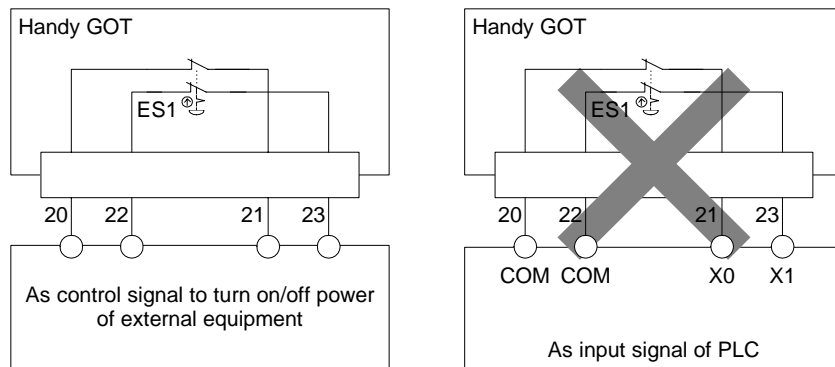 Handy GOT
ES1
20 22 21 23
As control signal to turn on/off power
of external equipment
Handy GOT
ES1
20 22 21 23
COM COM X0 X1
As input signal of PLC